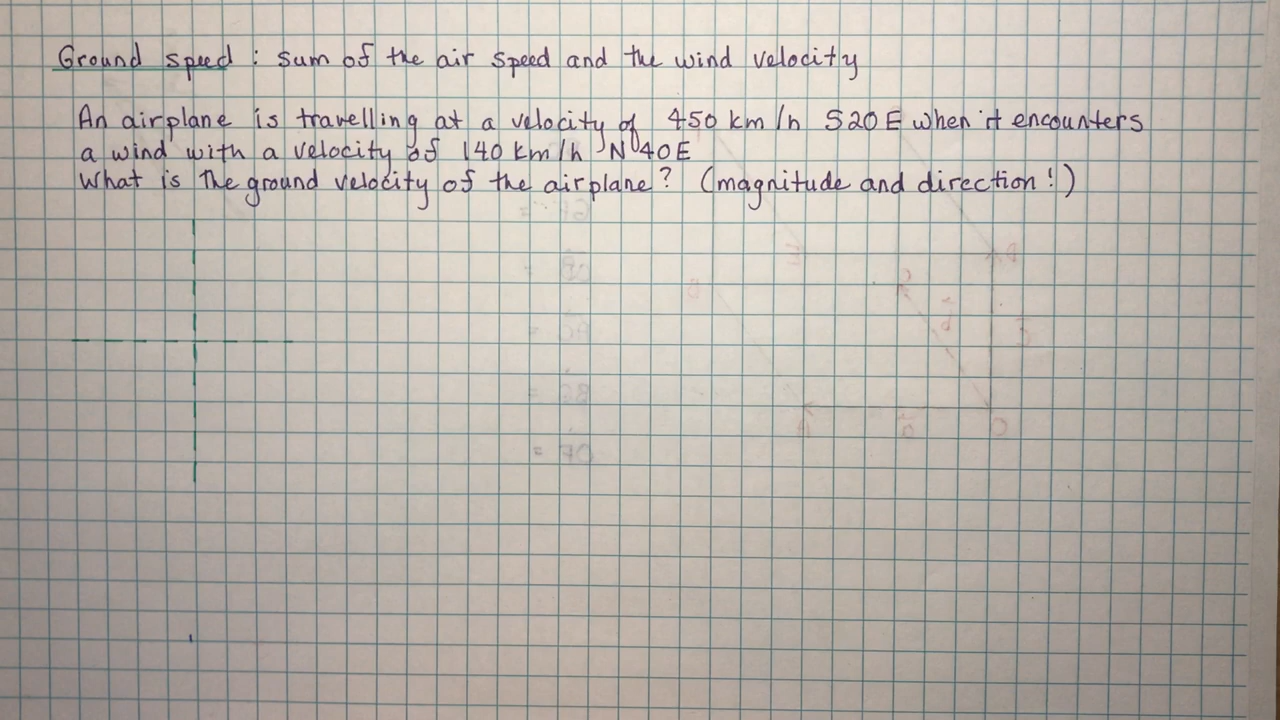 Ground speed : sum of the air speed and the wind velocity
An airplane is travelling at a velocity of 450 km/h S20E when it encounters
a wind with a velocity of 140 km/h N40E
What is the ground velocity of the airplane? (magnitude and direction!)